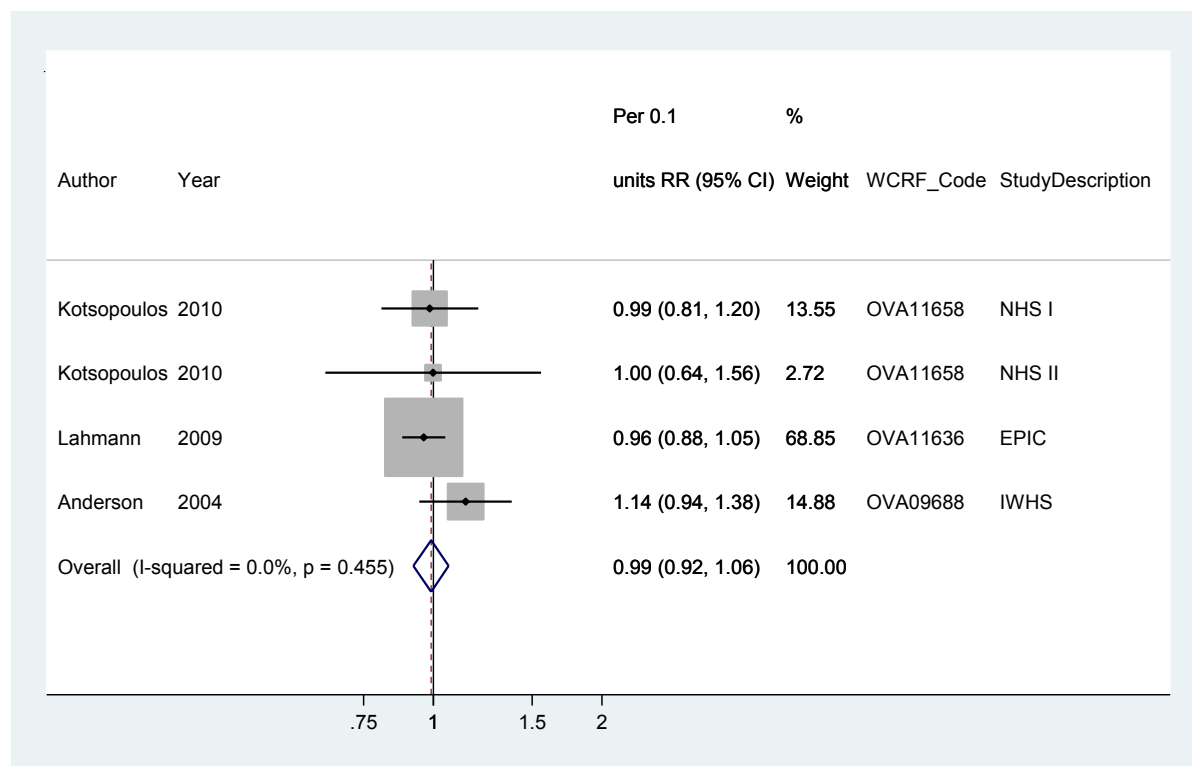 Per 0.1 %
Author Year units RR (95% CI) Weight WCRF_Code StudyDescription
Kotsopoulos 2010 0.99 (0.81, 1.20) 13.55 OVA11658 NHS I
Kotsopoulos 2010 1.00 (0.64, 1.56) 2.72 OVA11658 NHS II
Lahmann 2009 0.96 (0.88, 1.05) 68.85 OVA11636 EPIC
Anderson 2004 1.14 (0.94, 1.38) 14.88 OVA09688 IWHS
Overall (I-squared = 0.0%, p = 0.455) 0.99 (0.92, 1.06) 100.00
.75 1 1.5 2